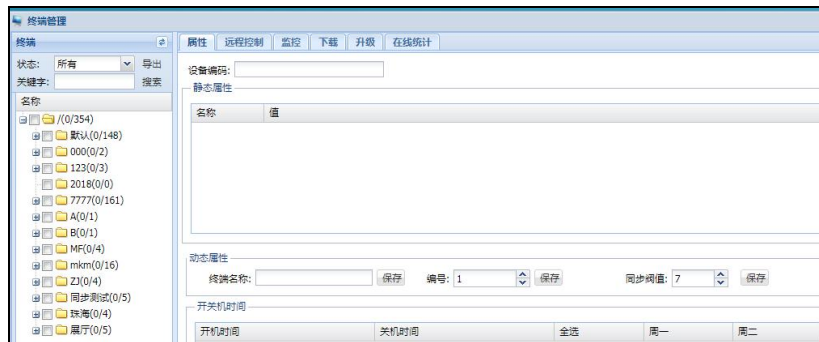 终端管理
终端
属性 远程控制 监控 下载 升级 在线统计
状态: 所有 导出
关键字: 搜索
名称
/(0/354)
默认(0/148)
000(0/2)
123(0/3)
2018(0/0)
7777(0/161)
A(0/1)
B(0/1)
MF(0/4)
mkm(0/16)
ZJ(0/4)
同步测试(0/5)
珠海(0/4)
展厅(0/5)
设备编码:
静态属性
名称 值
动态属性
终端名称: 保存 编号: 1 保存 同步阀值: 7 保存
开关机时间
开机时间 关机时间 全选 周一 周二